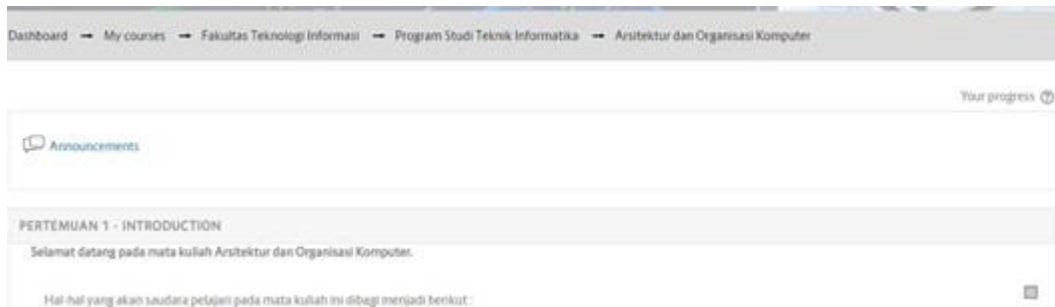 Dashboard → My courses → Fakultas Teknologi Informasi → Program Studi Teknik Informatika → Arsitektur dan Organisasi Komputer
Your progress
Announcements
PERTEMUAN 1 - INTRODUCTION
Selamat datang pada mata kuliah Arsitektur dan Organisasi Komputer.
Hal-hal yang akan saudara pelajari pada mata kuliah ini dibagi menjadi berikut :